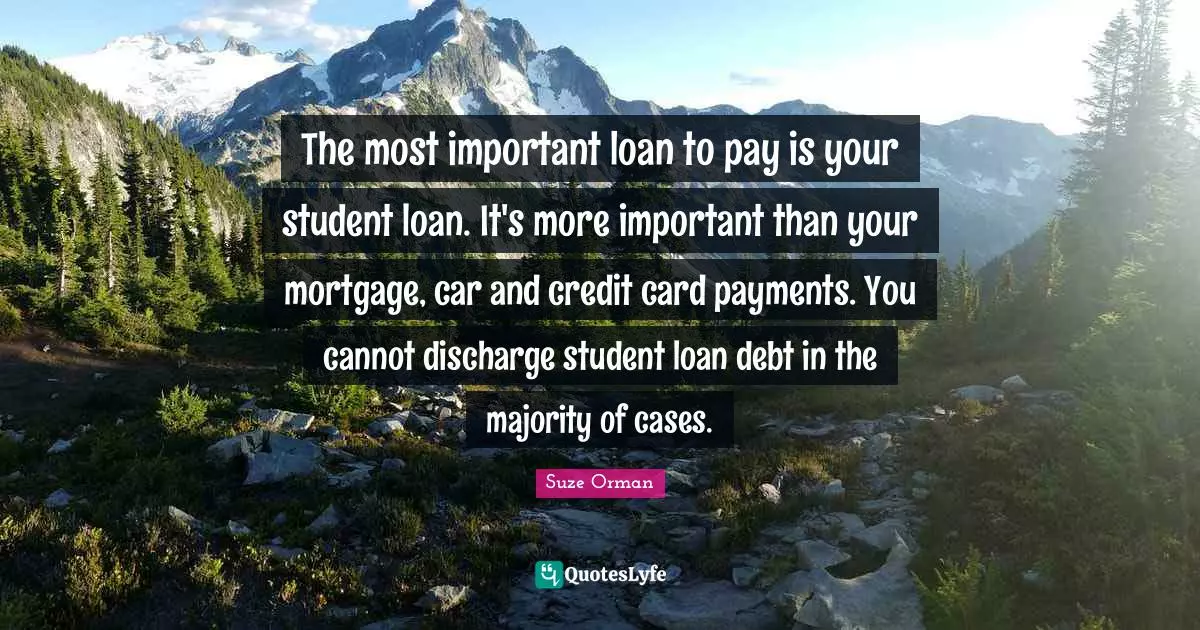 The most important loan to pay is your
student loan. It's more important than your
mortgage, car and credit card payments. You
cannot discharge student loan debt in the
majority of cases.
Suze Orman
QuotesLyfe